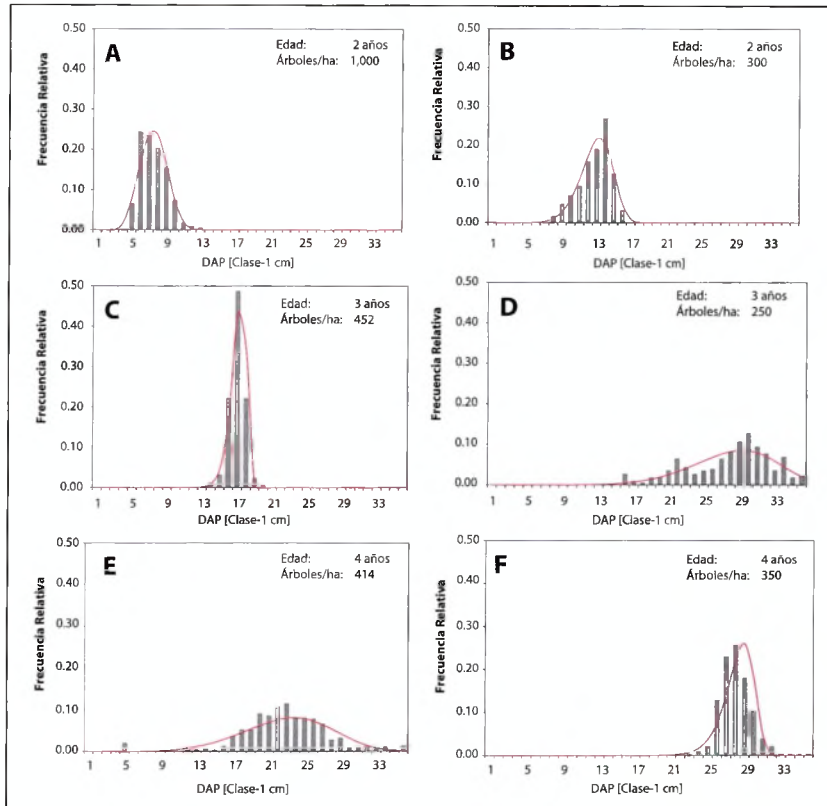 A
Edad: 2 años
Árboles/ha: 1,000
Frecuencia Relativa
0.50
0.40
0.30
0.20
0.10
0.00
1 5 9 13 17 21 25 29 33
DAP [Clase-1 cm]
B
Edad: 2 años
Árboles/ha: 300
Frecuencia Relativa
0.50
0.40
0.30
0.20
0.10
0.00
1 5 9 13 17 21 25 29 33
DAP [Clase-1 cm]
C
Edad: 3 años
Árboles/ha: 452
Frecuencia Relativa
0.50
0.40
0.30
0.20
0.10
0.00
1 5 9 13 17 21 25 29 33
DAP [Clase-1 cm]
D
Edad: 3 años
Árboles/ha: 250
Frecuencia Relativa
0.50
0.40
0.30
0.20
0.10
0.00
1 5 9 13 17 21 25 29 33
DAP [Clase-1 cm]
E
Edad: 4 años
Árboles/ha: 414
Frecuencia Relativa
0.50
0.40
0.30
0.20
0.10
0.00
1 5 9 13 17 21 25 29 33
DAP [Clase-1 cm]
F
Edad: 4 años
Árboles/ha: 350
Frecuencia Relativa
0.50
0.40
0.30
0.20
0.10
0.00
1 5 9 13 17 21 25 29 33
DAP [Clase-1 cm]